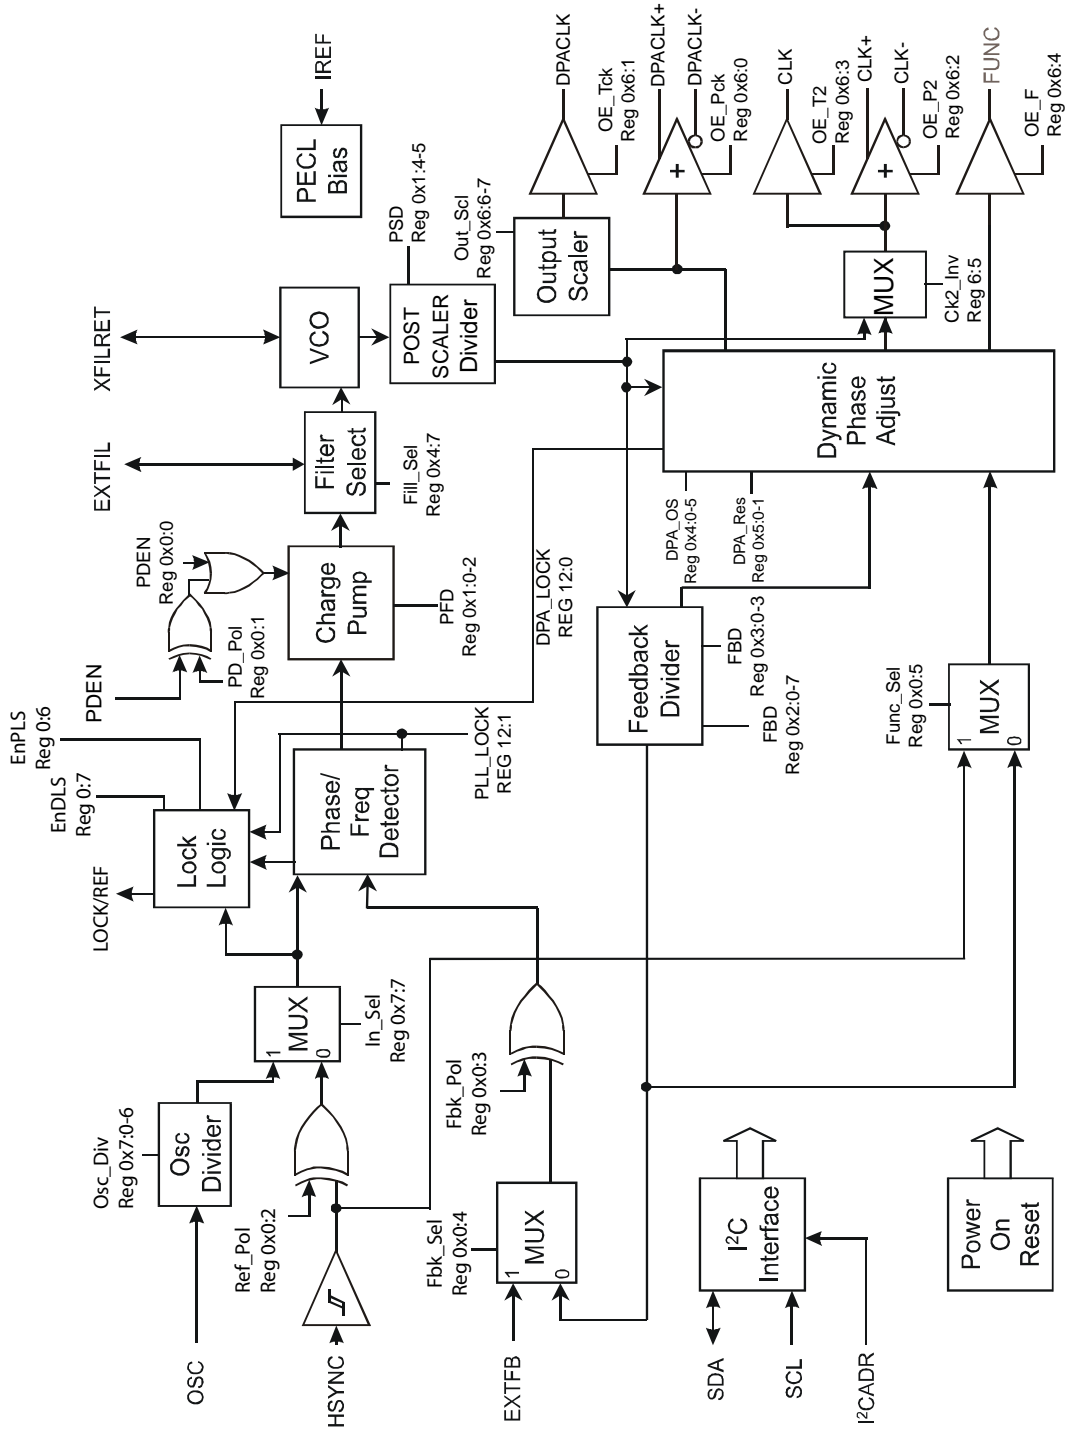 OSC
HSYNC
EXTFB
SDA
SCL
I²CADR
Osc_Div
Reg 0x7:0-6
Osc
Divider
Ref_Pol
Reg 0x0:2
Fbk_Sel
Reg 0x0:4
MUX
1
0
I²C
Interface
Power
On
Reset
MUX
1
0
In_Sel
Reg 0x7:7
Fbk_Pol
Reg 0x0:3
LOCK/REF
EnDLS
Reg 0:7
EnPLS
Reg 0:6
Lock
Logic
Phase/
Freq
Detector
PLL_LOCK
REG 12:1
PDEN
PD_Pol
Reg 0x0:1
PDEN
Reg 0x0:0
Charge
Pump
PFD
Reg 0x1:0-2
DPA_LOCK
REG 12:0
Feedback
Divider
FBD
Reg 0x2:0-7
FBD
Reg 0x3:0-3
Func_Sel
Reg 0x0:5
MUX
1
0
EXTFIL
XFILRET
Filter
Select
Fill_Sel
Reg 0x4:7
VCO
POST
SCALER
Divider
PSD
Reg 0x1:4-5
DPA_OS
Reg 0x4:0-5
DPA_Res
Reg 0x5:0-1
Dynamic
Phase
Adjust
PECL
Bias
IREF
Out_Scl
Reg 0x6:6-7
Output
Scaler
MUX
Ck2_Inv
Reg 6:5
+
+
DPACLK
OE_Tck
Reg 0x6:1
DPACLK+
DPACLK-
OE_Pck
Reg 0x6:0
CLK
OE_T2
Reg 0x6:3
CLK+
CLK-
OE_P2
Reg 0x6:2
FUNC
OE_F
Reg 0x6:4